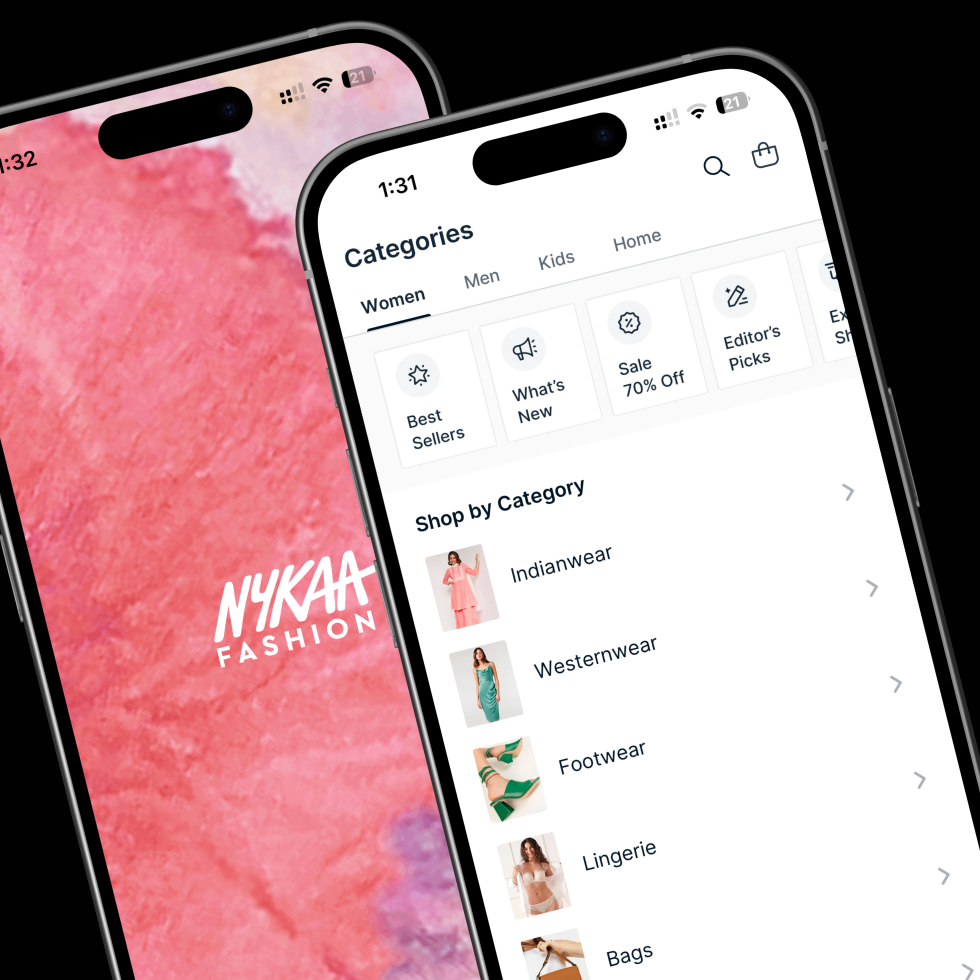 :32
21
NYKAA
FASHION
1:31
21
Categories
Women
Men
Kids
Home
Best
Sellers
What's
New
Sale
70% Off
Editor's
Picks
Ex
Sh
Shop by Category
Indianwear
Westernwear
Footwear
Lingerie
Bags